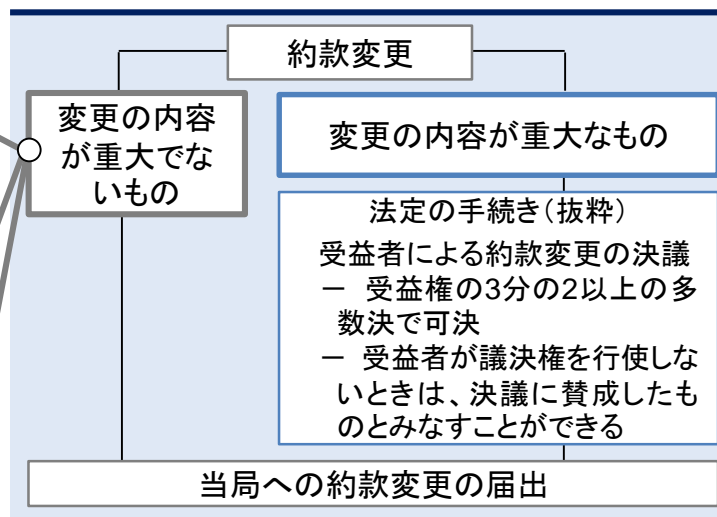 約款変更
変更の内容
が重大でな
いもの
変更の内容が重大なもの
法定の手続き（抜粋）
受益者による約款変更の決議
－ 受益権の3分の2以上の多
数決で可決
－ 受益者が議決権を行使しな
いときは、決議に賛成したも
のとみなすことができる
当局への約款変更の届出